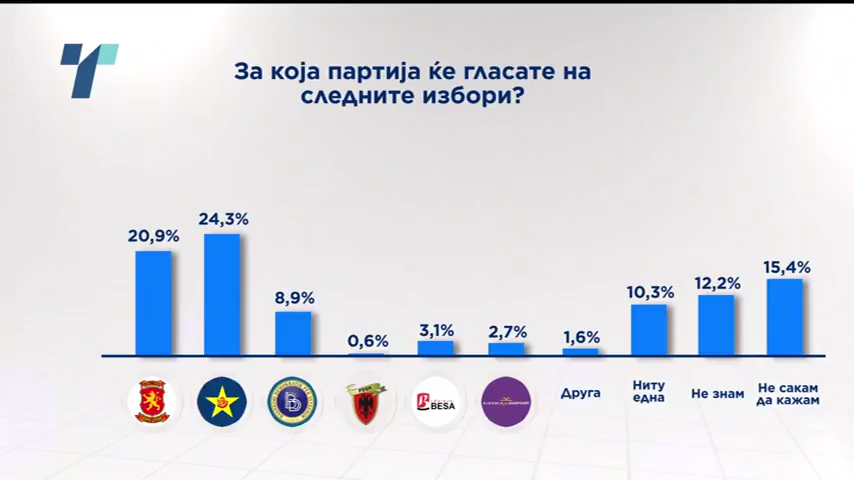 За која партија ќе гласате на
следните избори?
20,9%
24,3%
8,9%
0,6%
3,1%
2,7%
1,6%
10,3%
12,2%
15,4%
BESA
Друга
Ниту
една
Не знам
Не сакам
да кажам